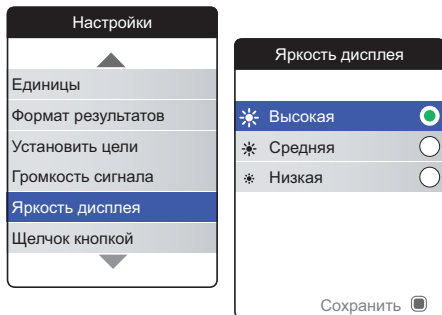 Настройки
Единицы
Формат результатов
Установить цели
Громкость сигнала
Яркость дисплея
Щелчок кнопкой
Яркость дисплея
Высокая
Средняя
Низкая
Сохранить